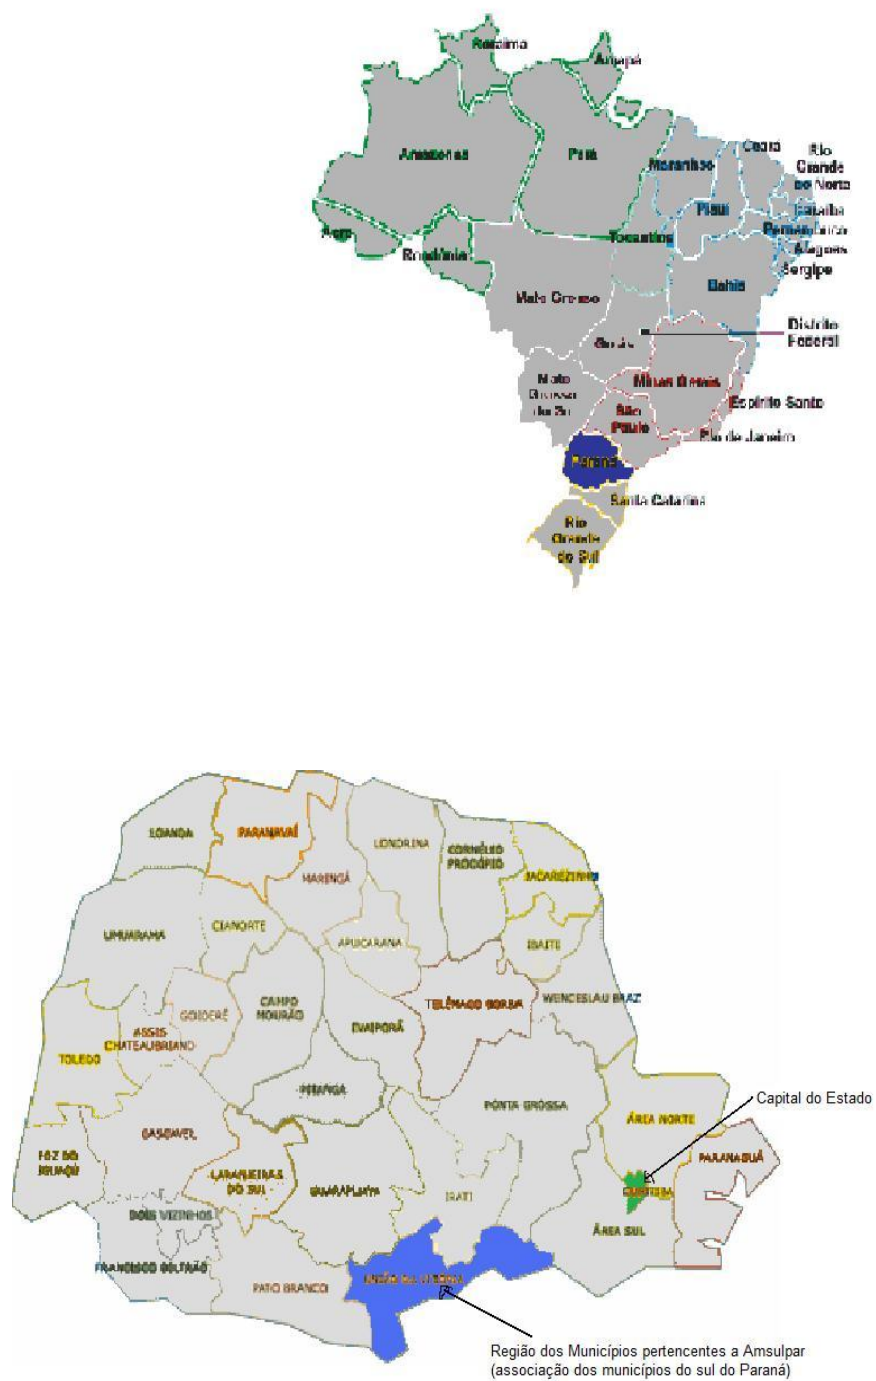 Roraima
Amapá
Amazonas
Pará
Maranhão
Ceará
Rio
Grande
do Norte
Piauí
Paraíba
Pernambuco
Alagoas
Sergipe
Acre
Rondônia
Tocantins
Bahia
Mato Grosso
Distrito
Federal
Goiás
Minas Gerais
Mato
Grosso
do Sul
Espírito Santo
São
Paulo
Rio de Janeiro
Paraná
Santa Catarina
Rio
Grande
do Sul
LOANDA
PARANAVAÍ
LONDRINA
CORNÉLIO
PROCÓPIO
MARINGÁ
JACAREZINHO
UMUARAMA
CIANORTE
APUCARANA
IBAITI
GOIOERÊ
CAMPO
MOURÃO
TELÊMACO BORBA
WENCESLAU BRAZ
ASSIS
CHATEAUBRIAND
IVAIPORÃ
TOLEDO
PITANGA
PONTA GROSSA
Capital do Estado
ÁREA NORTE
CASCAVEL
FOZ DO
IGUAÇU
LARANJEIRAS
DO SUL
GUARAPUAVA
IRATI
PARANAGUÁ
CURITIBA
DOIS VIZINHOS
ÁREA SUL
FRANCISCO BELTRÃO
PATO BRANCO
UNIÃO DA VITÓRIA
Região dos Municípios pertencentes a Amsulpar
(associação dos municípios do sul do Paraná)